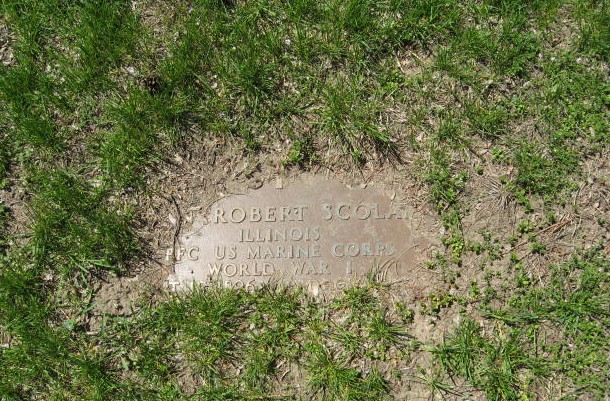 ROBERT SCOLA
ILLINOIS
PFC US MARINE CORPS
WORLD WAR I